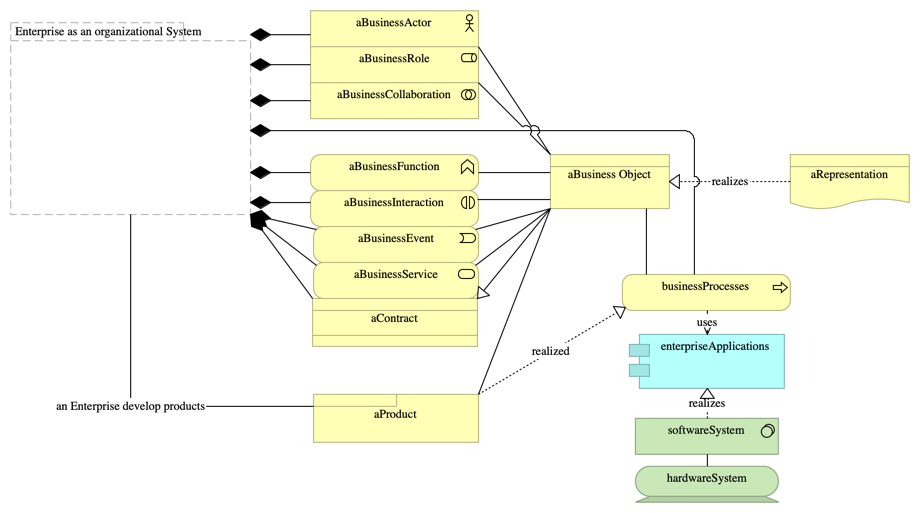 aBusinessActor
Enterprise as an organizational System
aBusinessRole
aBusinessCollaboration
aBusinessFunction
aBusiness Object
realizes
aRepresentation
aBusinessInteraction
aBusinessEvent
aBusinessService
businessProcesses
aContract
uses
realized
enterpriseApplications
an Enterprise develop products
aProduct
realizes
softwareSystem
hardwareSystem